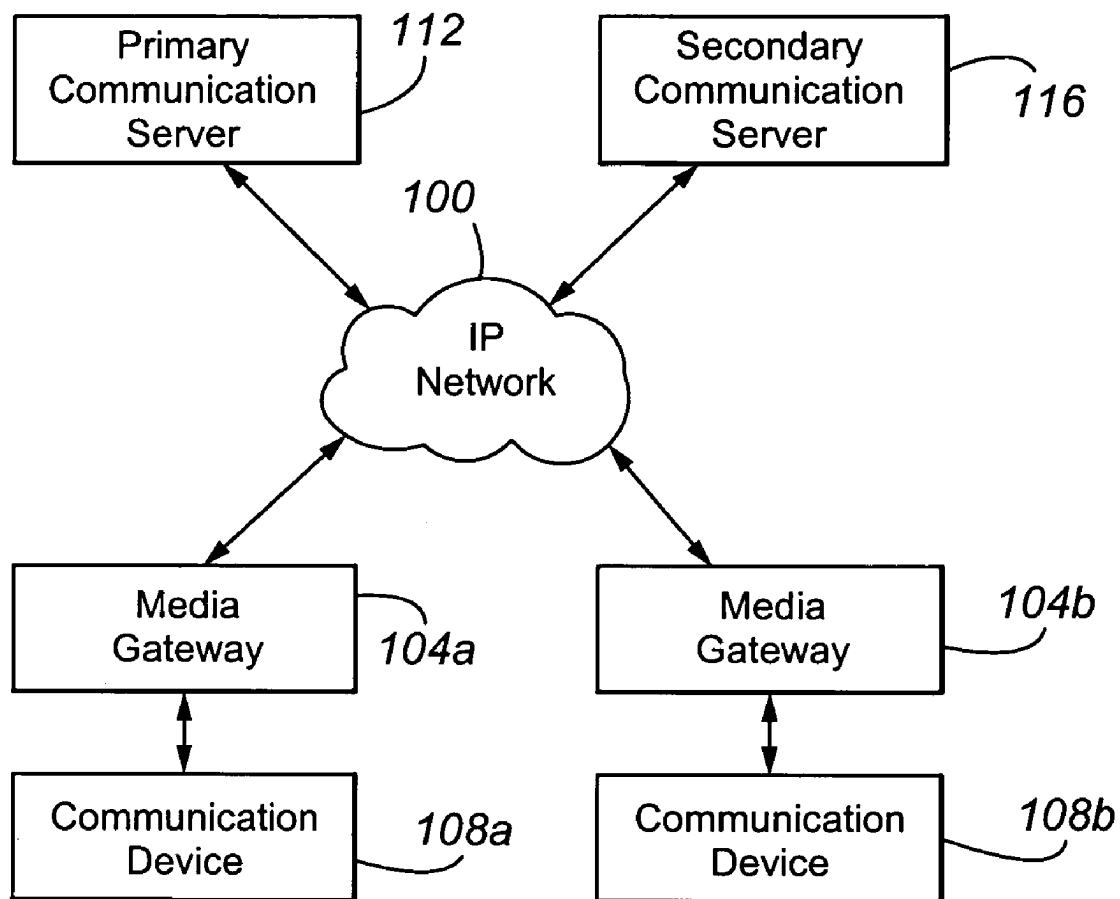 Primary
Communication
Server
112
Secondary
Communication
Server
116
100
IP
Network
Media
Gateway
104a
Media
Gateway
104b
Communication
Device
108a
Communication
Device
108b